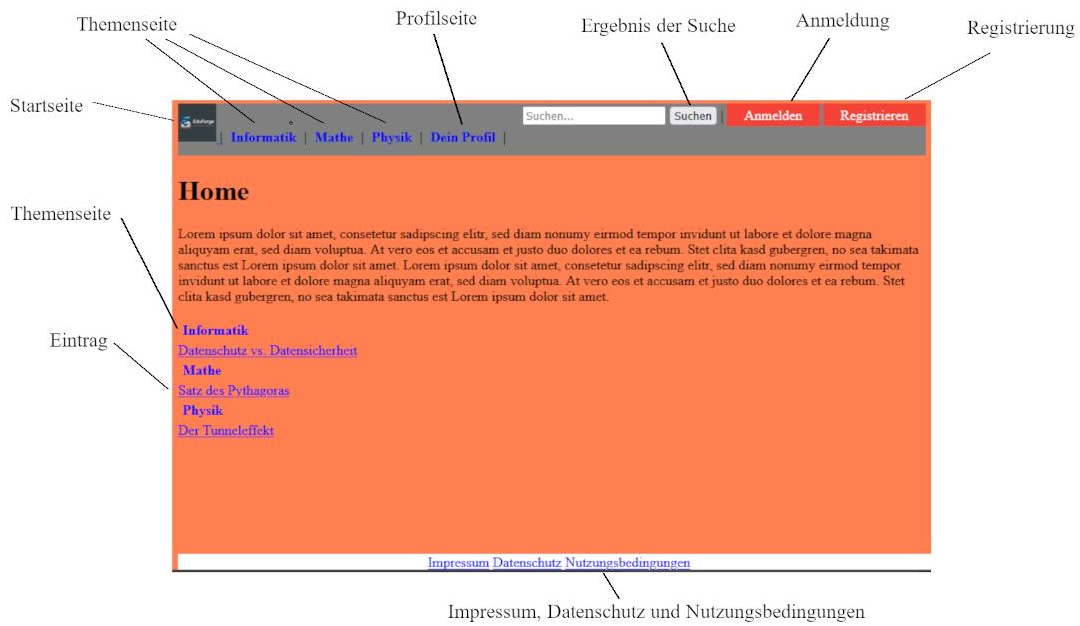 Themenseite
Profilseite
Ergebnis der Suche
Anmeldung
Registrierung
Startseite
EduForge
Suchen...
Suchen
|
Anmelden
Registrieren
| Informatik | Mathe | Physik | Dein Profil |
Home
Themenseite
Lorem ipsum dolor sit amet, consetetur sadipscing elitr, sed diam nonumy eirmod tempor invidunt ut labore et dolore magna
aliquyam erat, sed diam voluptua. At vero eos et accusam et justo duo dolores et ea rebum. Stet clita kasd gubergren, no sea takimata
sanctus est Lorem ipsum dolor sit amet. Lorem ipsum dolor sit amet, consetetur sadipscing elitr, sed diam nonumy eirmod tempor
invidunt ut labore et dolore magna aliquyam erat, sed diam voluptua. At vero eos et accusam et justo duo dolores et ea rebum. Stet
clita kasd gubergren, no sea takimata sanctus est Lorem ipsum dolor sit amet.
Informatik
Eintrag
Datenschutz vs. Datensicherheit
Mathe
Satz des Pythagoras
Physik
Der Tunneleffekt
Impressum Datenschutz Nutzungsbedingungen
Impressum, Datenschutz und Nutzungsbedingungen